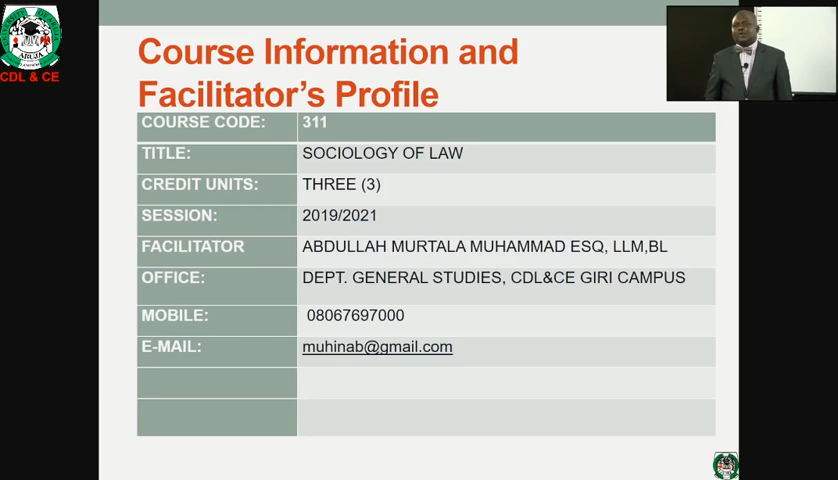 CDL & CE
Course Information and
Facilitator's Profile
COURSE CODE: 311
TITLE: SOCIOLOGY OF LAW
CREDIT UNITS: THREE (3)
SESSION: 2019/2021
FACILITATOR ABDULLAH MURTALA MUHAMMAD ESQ, LLM,BL
OFFICE: DEPT. GENERAL STUDIES, CDL&CE GIRI CAMPUS
MOBILE: 08067697000
E-MAIL: muhinab@gmail.com